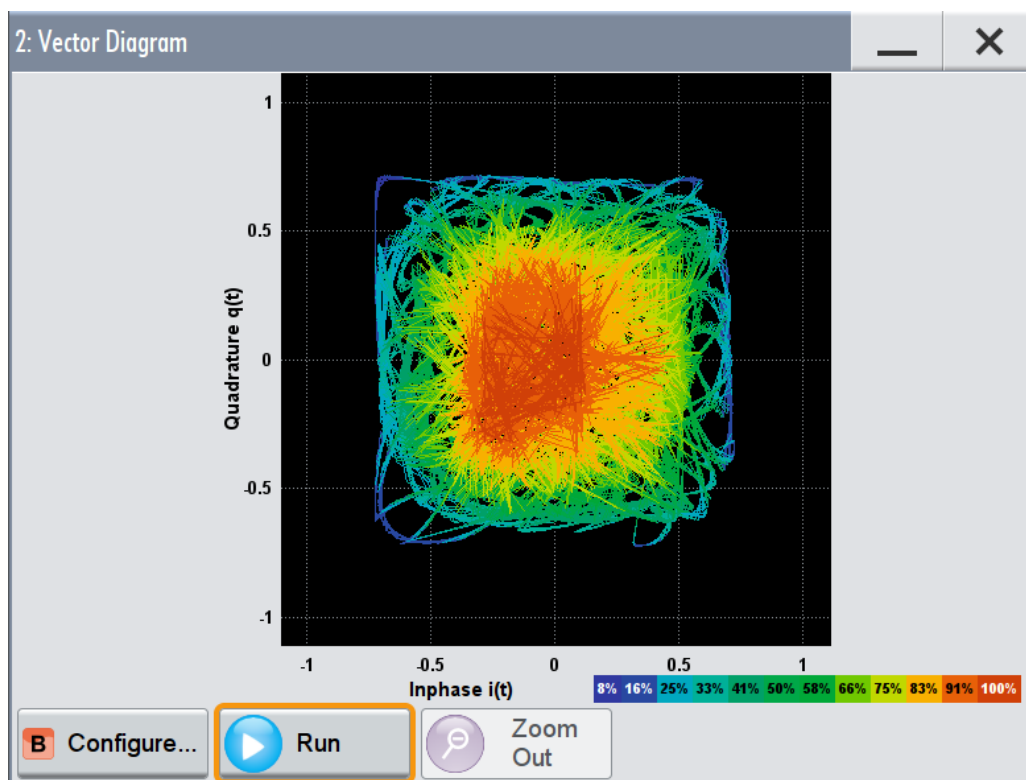 2: Vector Diagram
1
0.5
0
-0.5
-1
Quadrature q(t)
-1 -0.5 0 0.5 1
Inphase i(t)
8% 16% 25% 33% 41% 50% 58% 66% 75% 83% 91% 100%
B Configure... Run Zoom Out